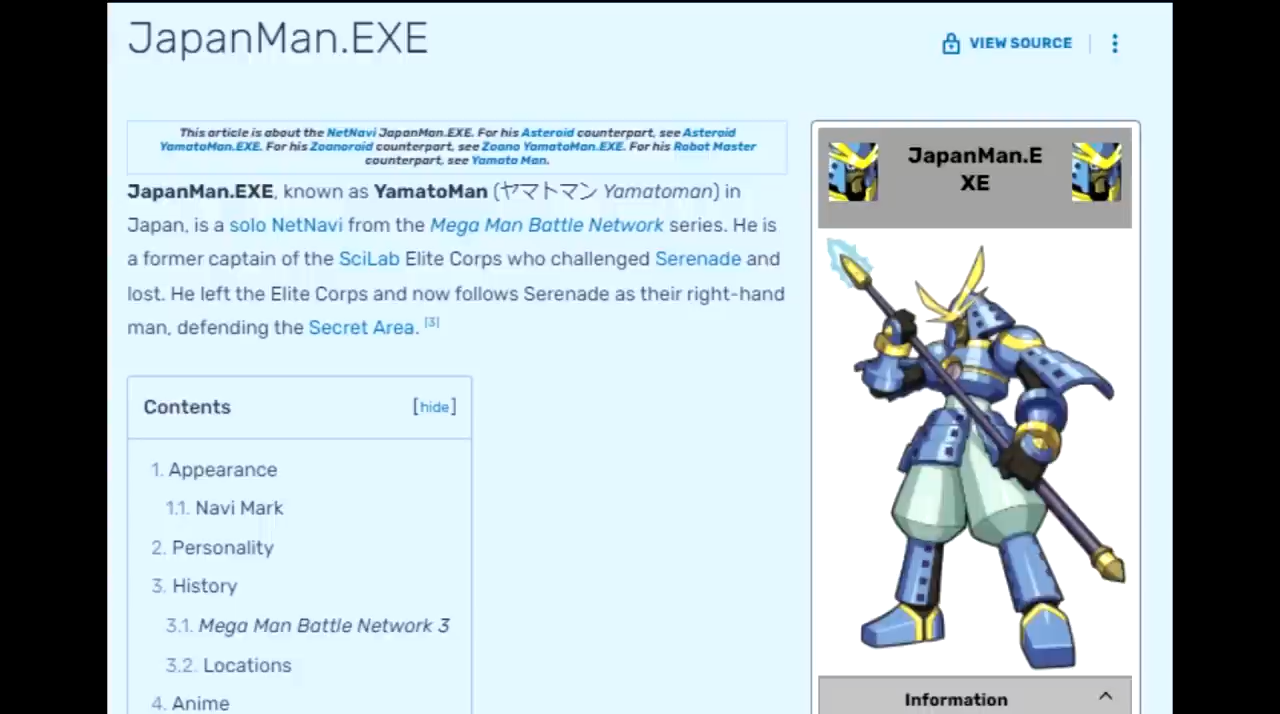 JapanMan.EXE
VIEW SOURCE
This article is about the NetNavi JapanMan.EXE. For his Asteroid counterpart, see Asteroid
YamatoMan.EXE. For his Zoanoroid counterpart, see Zoano YamatoMan.EXE. For his Robot Master
counterpart, see Yamato Man.
JapanMan.EXE, known as YamatoMan (ヤマトマン Yamatoman) in
Japan, is a solo NetNavi from the Mega Man Battle Network series. He is
a former captain of the SciLab Elite Corps who challenged Serenade and
lost. He left the Elite Corps and now follows Serenade as their right-hand
man, defending the Secret Area. [3]
Contents [hide]
1. Appearance
1.1. Navi Mark
2. Personality
3. History
3.1. Mega Man Battle Network 3
3.2. Locations
4. Anime
JapanMan.E
XE
Information